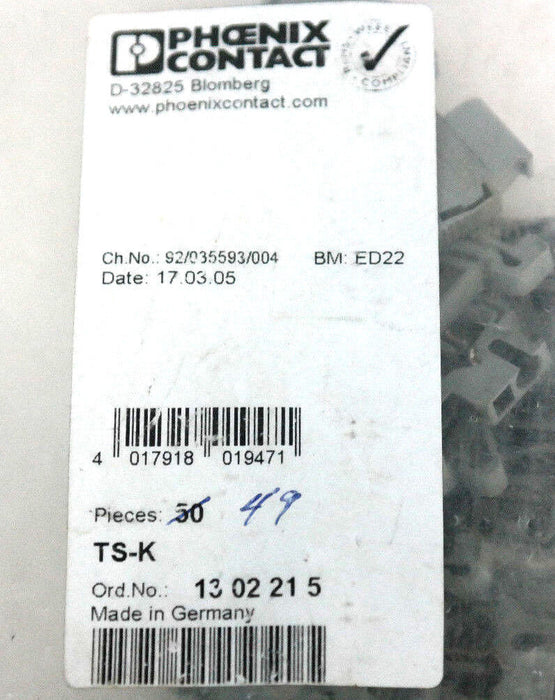 PHŒNIX
CONTACT
D-32825 Blomberg
www.phoenixcontact.com
Ch.No.: 92/035593/004 BM: ED22
Date: 17.03.05
4 017918 019471
Pieces: 50 49
TS-K
Ord.No.: 13 02 21 5
Made in Germany